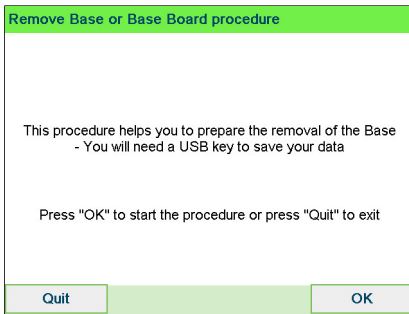 Remove Base or Base Board procedure
This procedure helps you to prepare the removal of the Base
- You will need a USB key to save your data
Press "OK" to start the procedure or press "Quit" to exit
Quit
OK